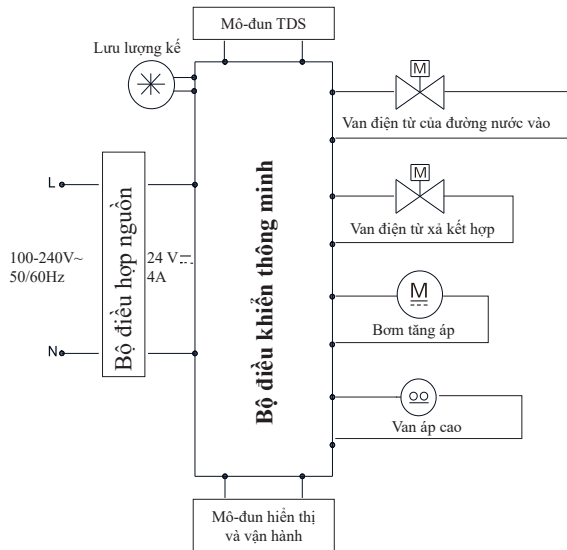 Mô-đun TDS
Lưu lượng kế
M
Van điện từ của đường nước vào
L
Bộ điều hợp nguồn
24 V
4A
100-240V~
50/60Hz
N
Bộ điều khiển thông minh
M
Van điện từ xả kết hợp
M
Bơm tăng áp
Van áp cao
Mô-đun hiển thị
và vận hành